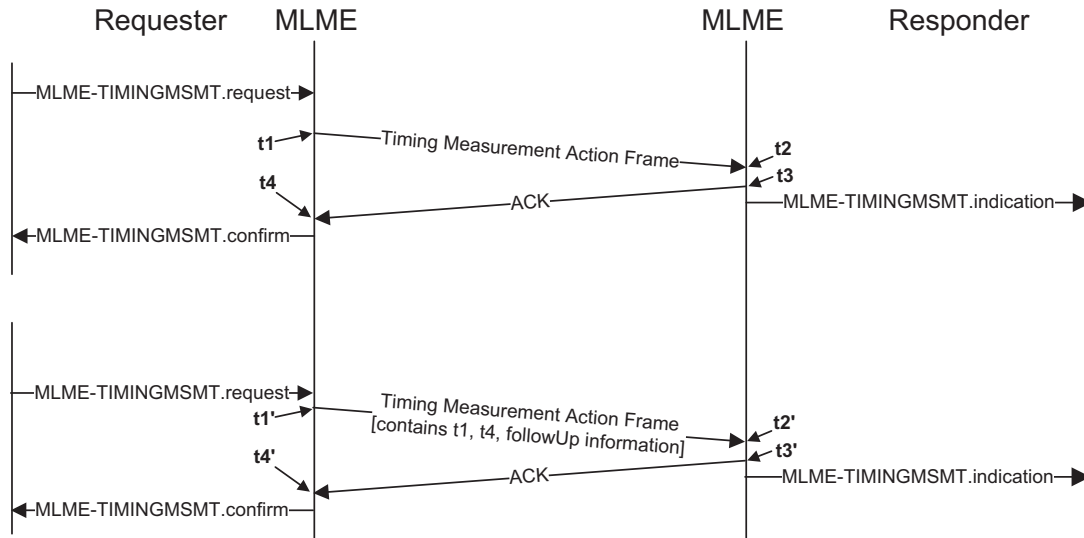 Requester
MLME
MLME
Responder
MLME-TIMINGMSMT.request
t1
Timing Measurement Action Frame
t2
t3
t4
ACK
MLME-TIMINGMSMT.indication
MLME-TIMINGMSMT.confirm
MLME-TIMINGMSMT.request
t1'
Timing Measurement Action Frame
[contains t1, t4, followUp information]
t2'
t3'
t4'
ACK
MLME-TIMINGMSMT.indication
MLME-TIMINGMSMT.confirm